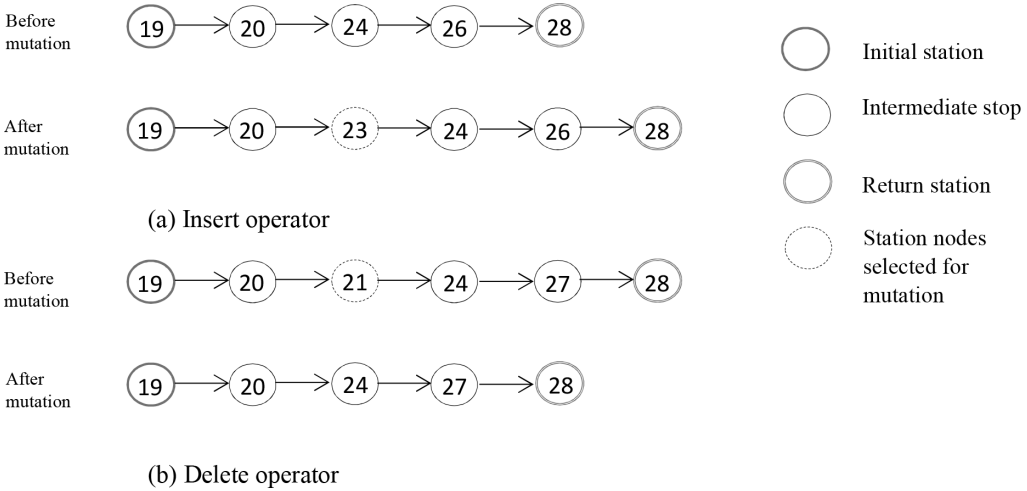 Before
mutation
19 20 24 26 28
After
mutation
19 20 23 24 26 28
(a) Insert operator
Before
mutation
19 20 21 24 27 28
After
mutation
19 20 24 27 28
(b) Delete operator
Initial station
Intermediate stop
Return station
Station nodes
selected for
mutation